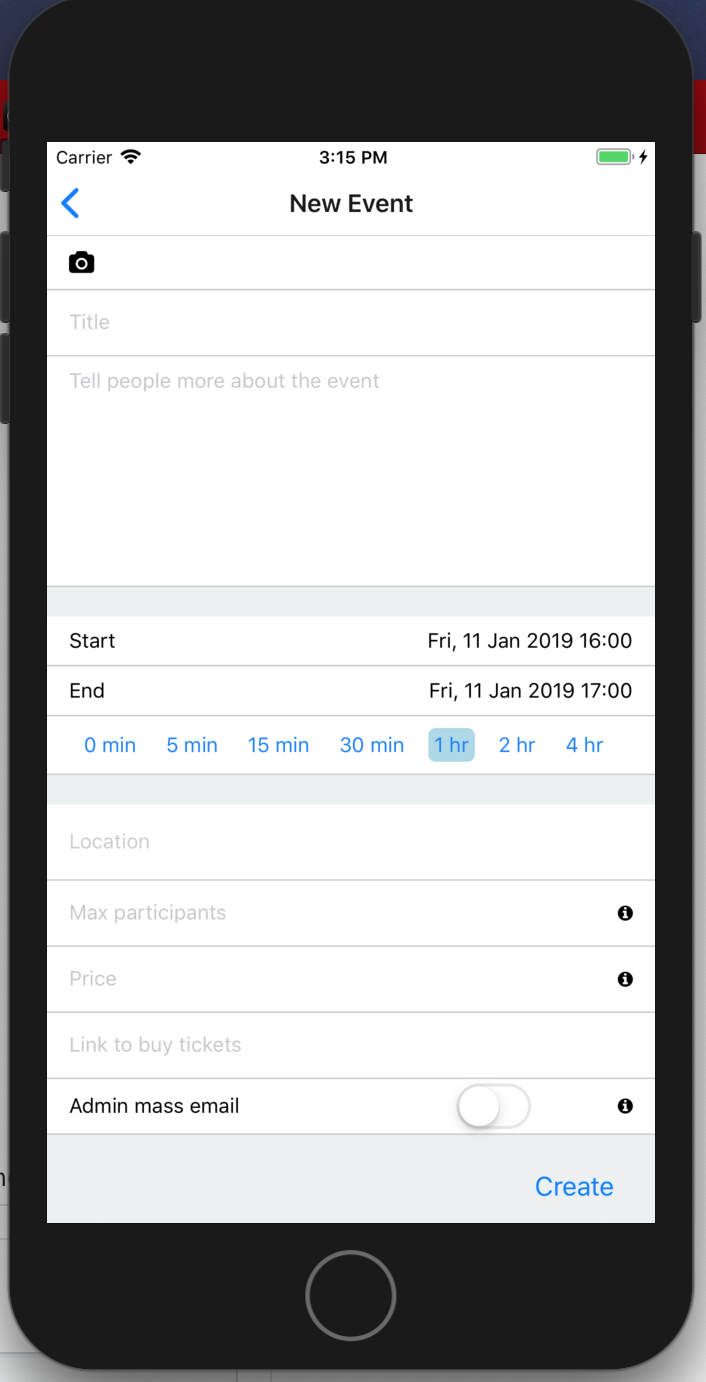 Carrier 3:15 PM
New Event
Title
Tell people more about the event
Start Fri, 11 Jan 2019 16:00
End Fri, 11 Jan 2019 17:00
0 min 5 min 15 min 30 min 1 hr 2 hr 4 hr
Location
Max participants
Price
Link to buy tickets
Admin mass email
Create